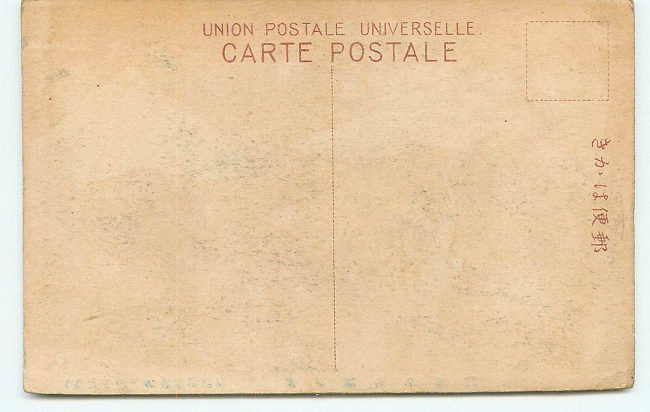 UNION POSTALE UNIVERSELLE.
CARTE POSTALE
郵便はかき